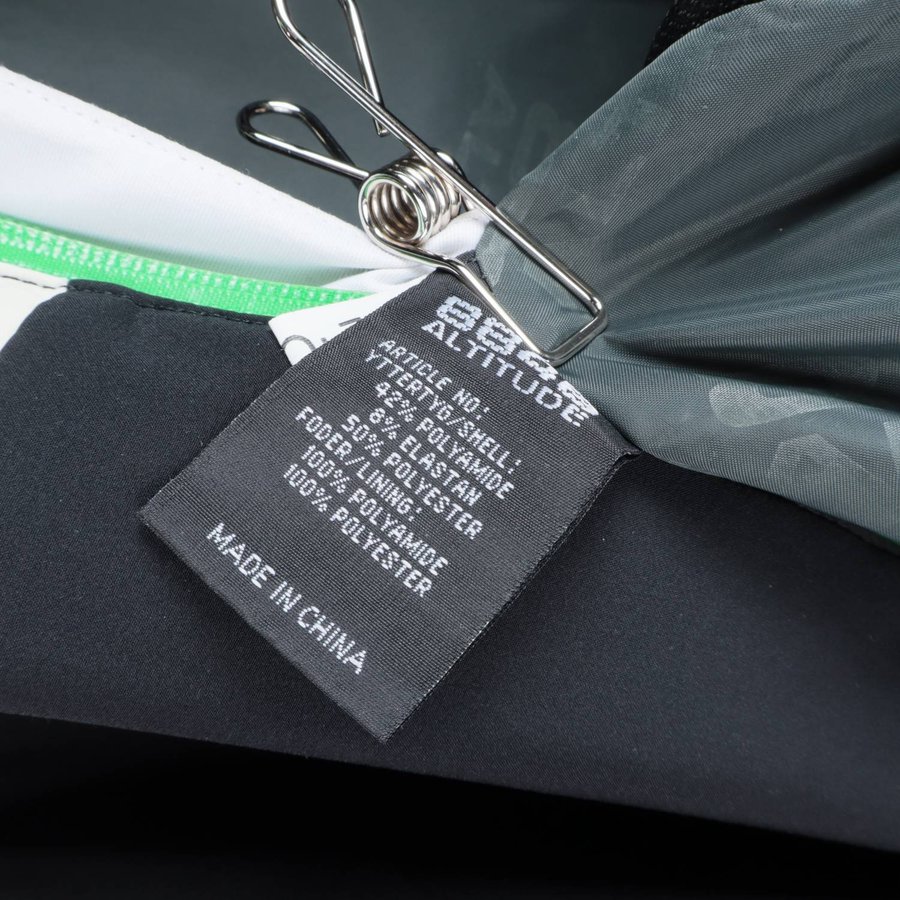 ALTITUDE
ARTICLE NO:
YTTERTYG/SHELL:
42% POLYAMIDE
8% ELASTAN
50% POLYESTER
FODER/LINING:
100% POLYAMIDE
100% POLYESTER
MADE IN CHINA